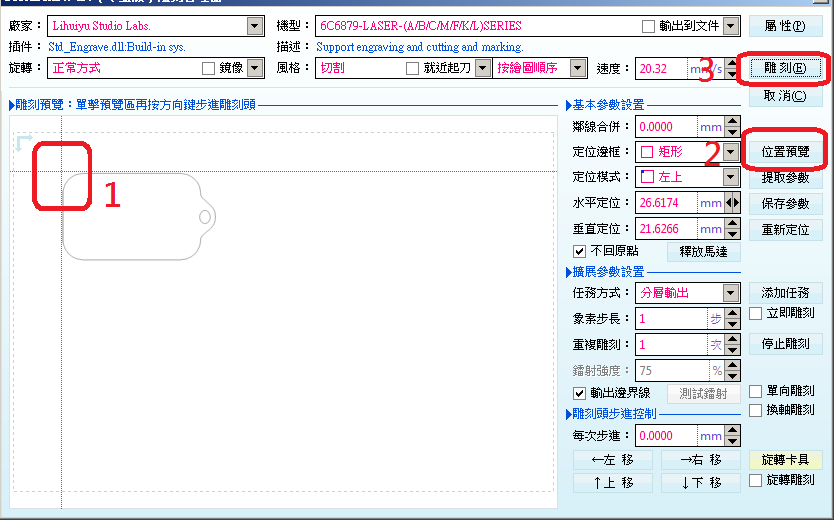 廠家： Lihuiyu Studio Labs. 機型： 6C6879-LASER-(A/B/C/M/F/K/L)SERIES 輸出到文件 屬性(P)
插件： Std_Engrave.dll:Build-in sys. 描述： Support engraving and cutting and marking.
旋轉： 正常方式 鏡像 風格： 切割 就近起刀 按繪圖順序 速度： 20.32 mm/s 3 雕刻(E)
取消(C)
雕刻預覽：單擊預覽區再按方向鍵步進雕刻頭 基本參數設置
鄰線合併： 0.0000 mm
定位邊框： 矩形 2 位置預覽
定位模式： 左上 提取參數
1
水平定位： 26.6174 mm 保存參數
垂直定位： 21.6266 mm 重新定位
不回原點 釋放馬達
擴展參數設置
任務方式： 分層輸出 添加任務
象素步長： 1 步 立即雕刻
重複雕刻： 1 次 停止雕刻
鐳射強度： 75 %
輸出邊界線 測試鐳射 單向雕刻
雕刻頭步進控制 換軸雕刻
每次步進： 0.0000 mm
←左 移 →右 移 旋轉卡具
↑上 移 ↓下 移 旋轉雕刻